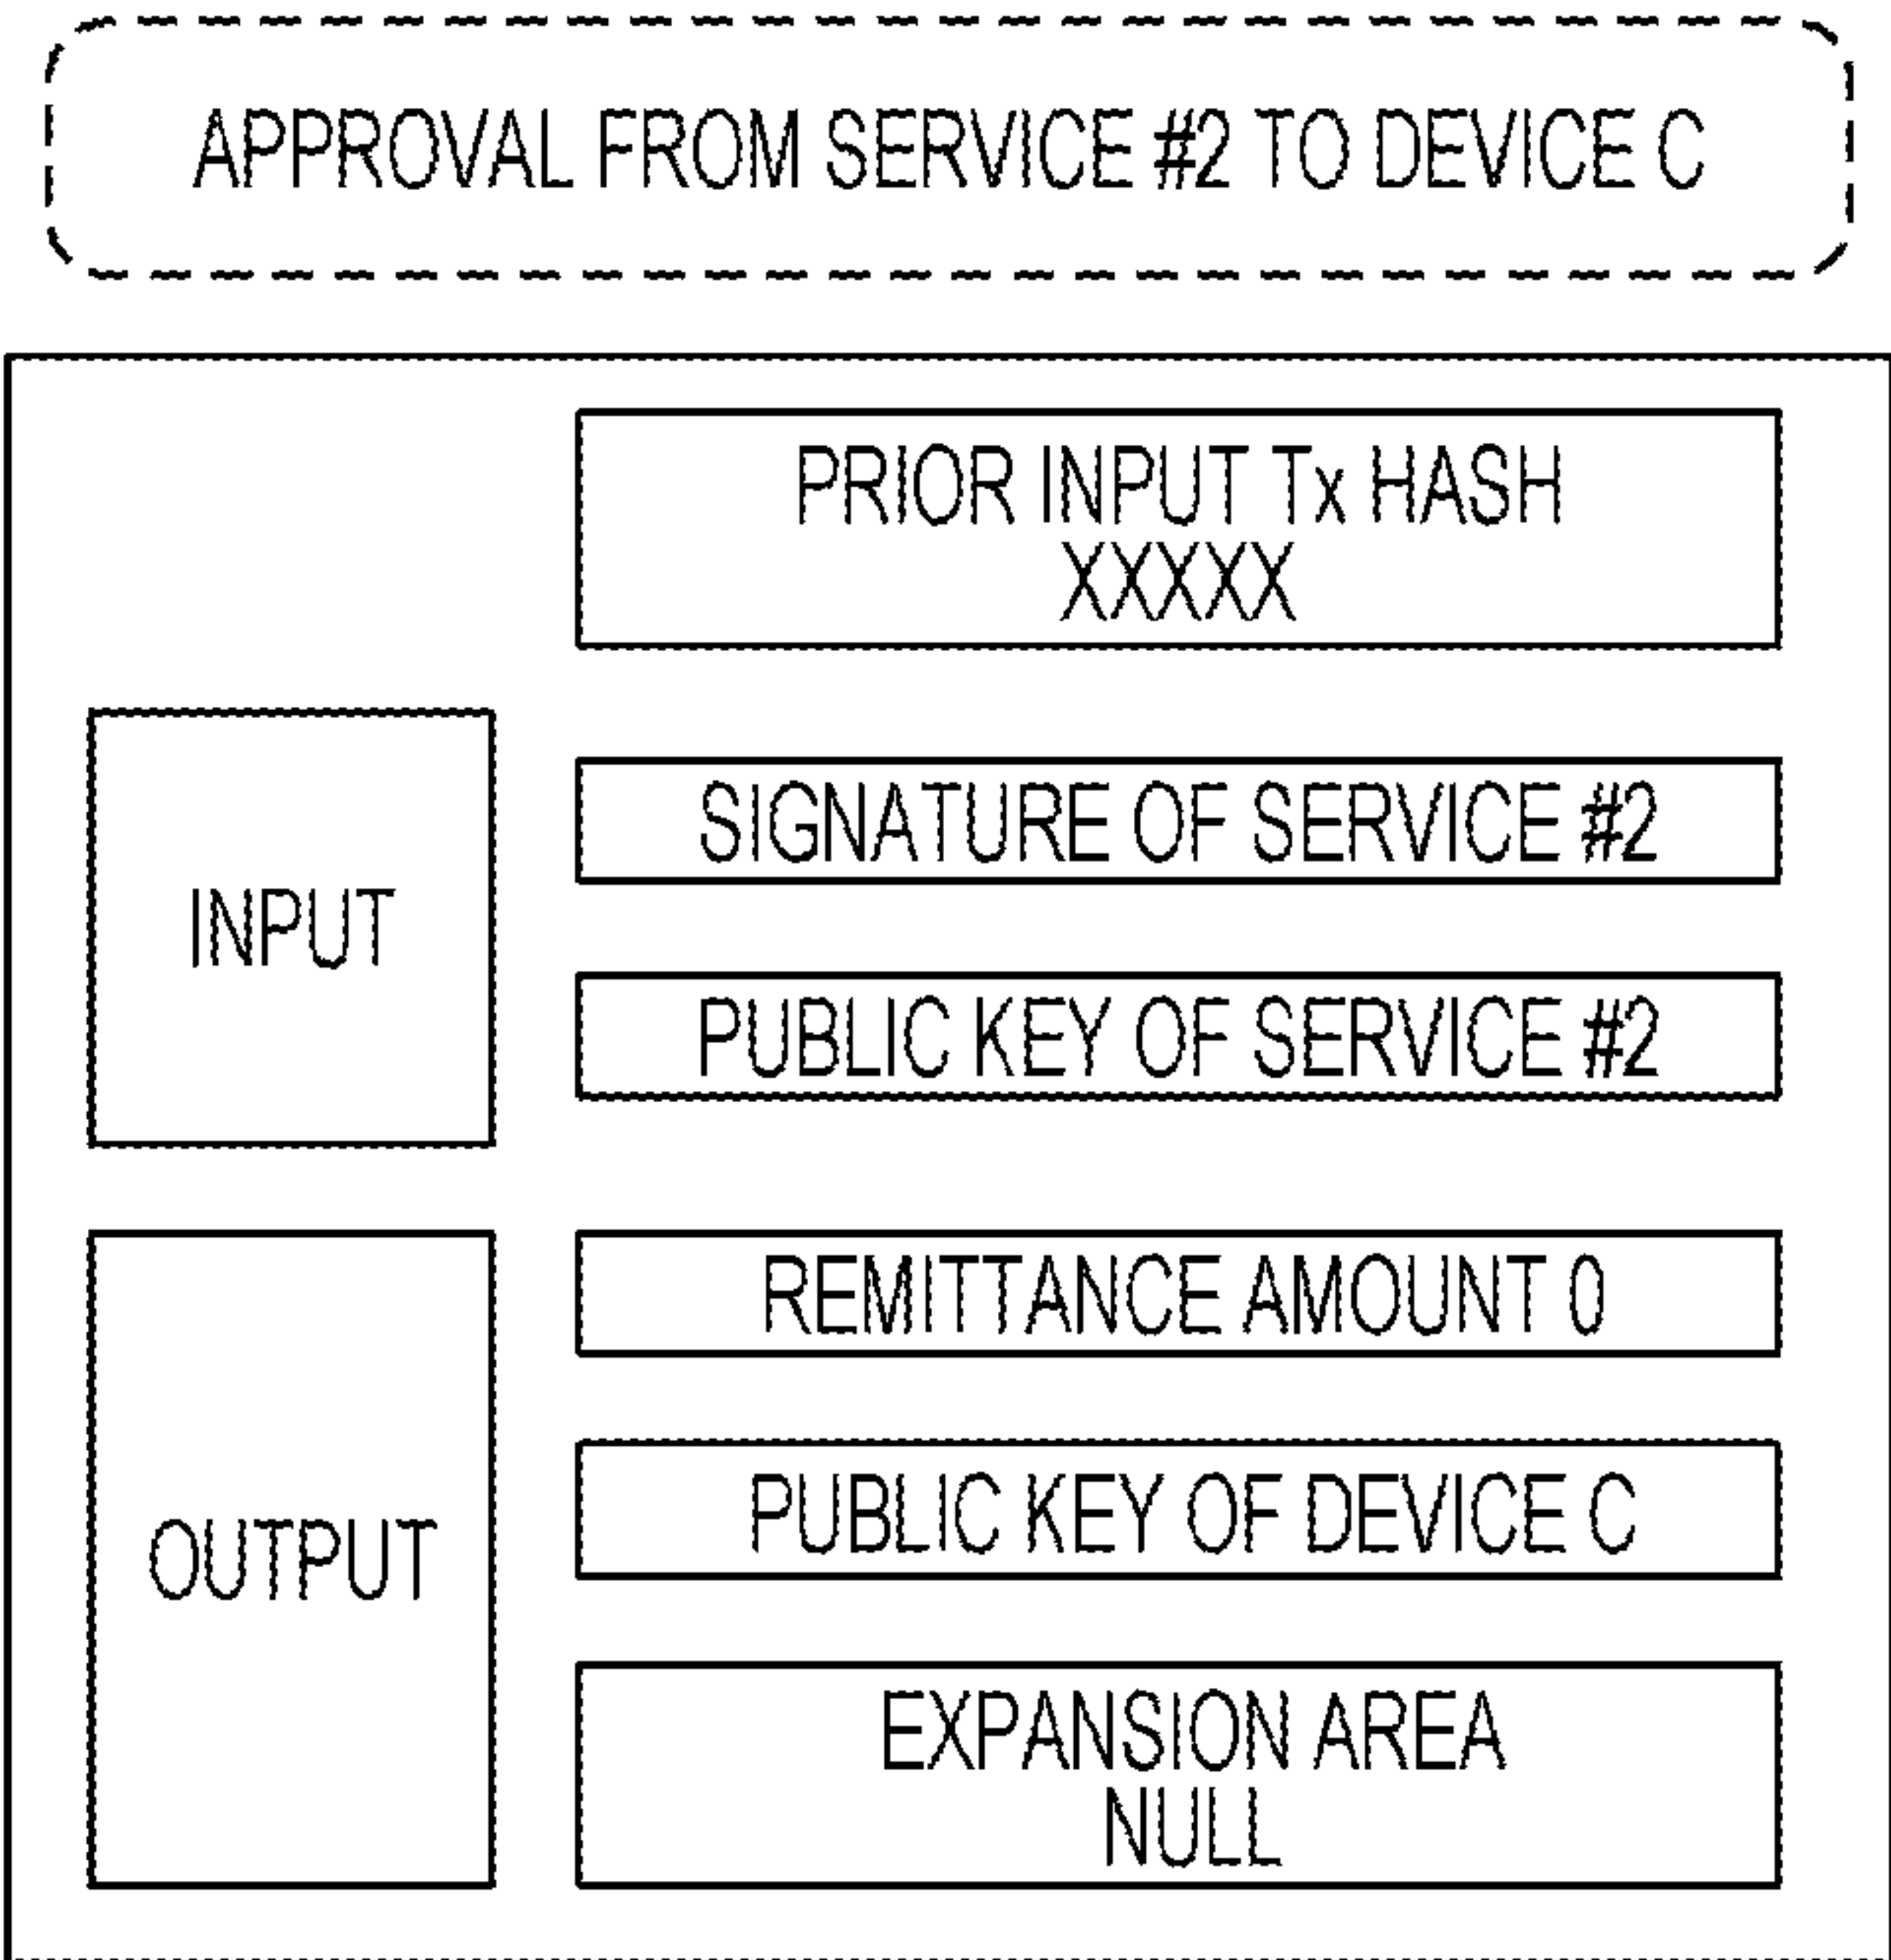 APPROVAL FROM SERVICE #2 TO DEVICE C
PRIOR INPUT Tx HASH
XXXXX
INPUT
SIGNATURE OF SERVICE #2
PUBLIC KEY OF SERVICE #2
OUTPUT
REMITTANCE AMOUNT 0
PUBLIC KEY OF DEVICE C
EXPANSION AREA
NULL